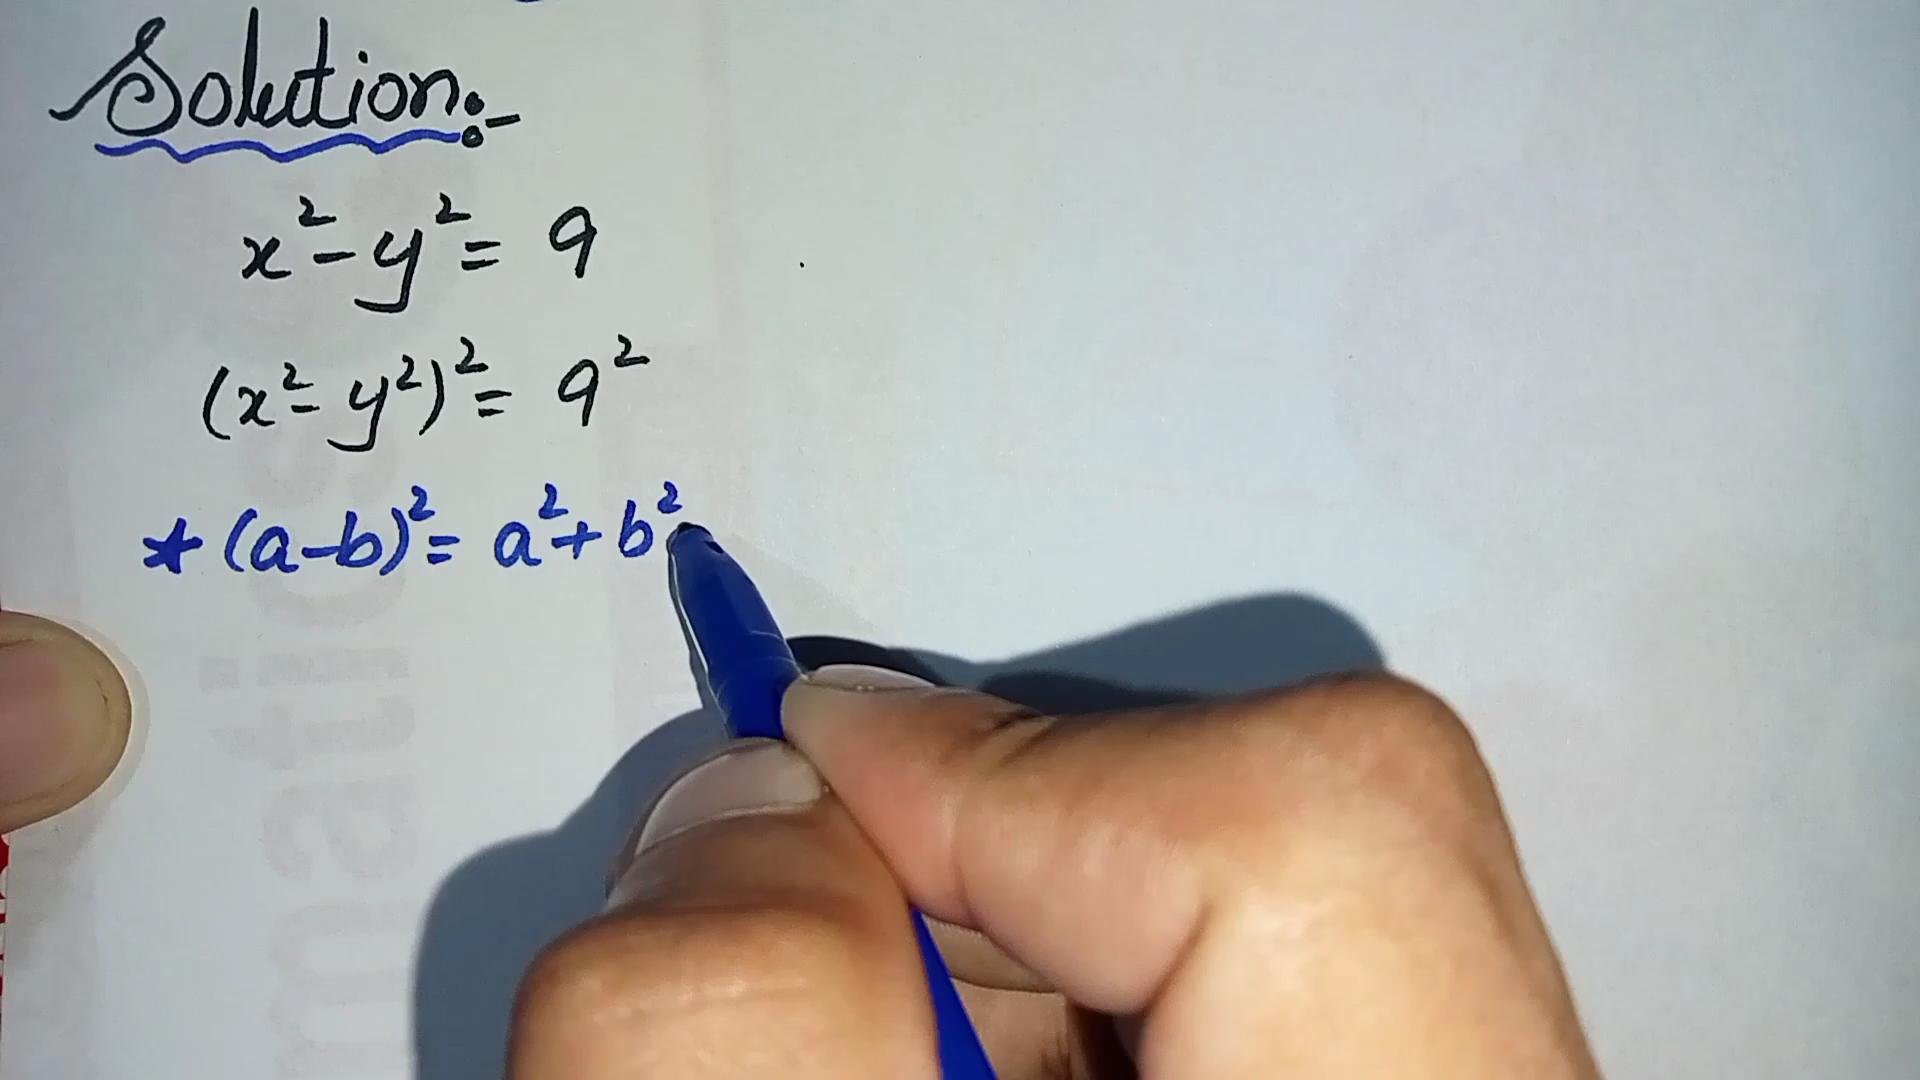 Solution:-
x² - y² = 9
(x² - y²)² = 9²
* (a-b)² = a² + b²